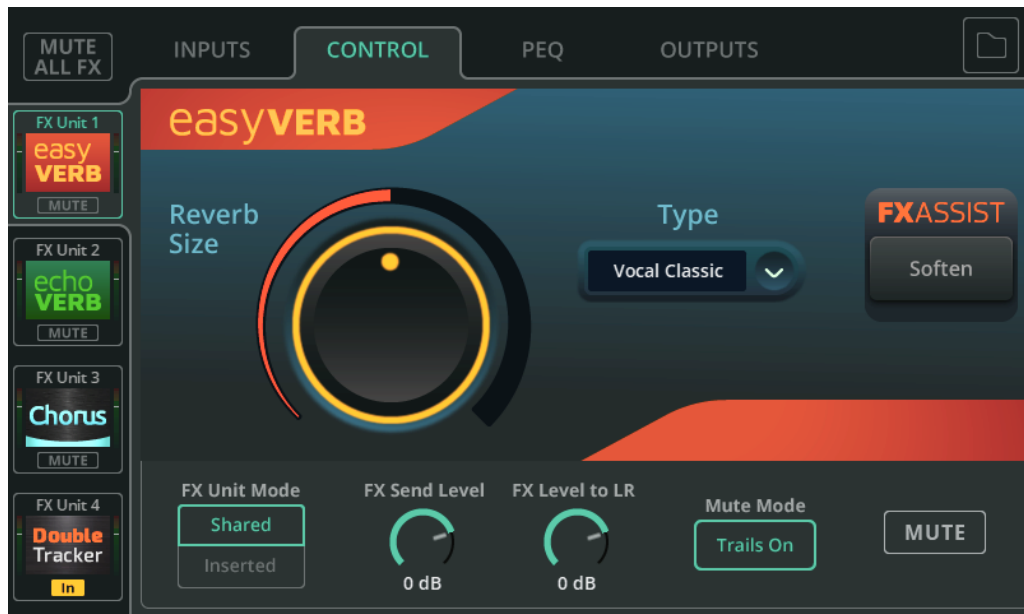 MUTE
ALL FX
INPUTS
CONTROL
PEQ
OUTPUTS
FX Unit 1
easy
VERB
MUTE
FX Unit 2
echo
VERB
MUTE
FX Unit 3
Chorus
MUTE
FX Unit 4
Double
Tracker
In
easyVERB
Reverb
Size
Type
Vocal Classic
FXASSIST
Soften
FX Unit Mode
Shared
Inserted
FX Send Level
0 dB
FX Level to LR
0 dB
Mute Mode
Trails On
MUTE